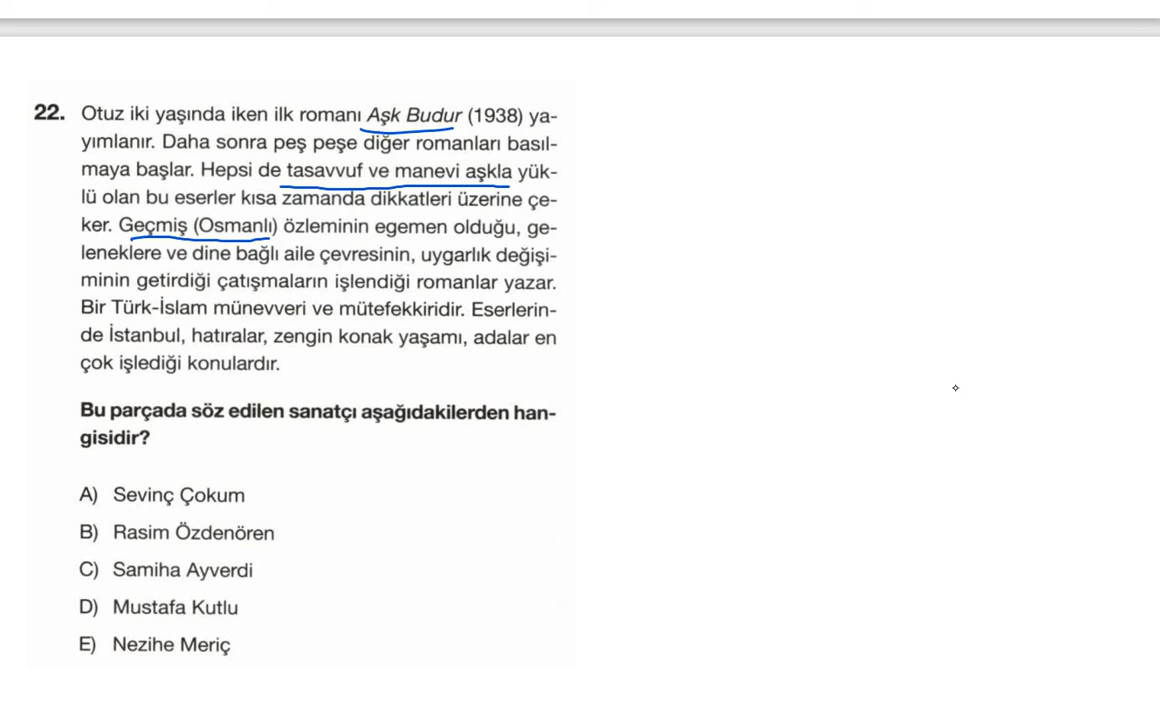 22. Otuz iki yaşında iken ilk romanı Aşk Budur (1938) ya-
yımlanır. Daha sonra peş peşe diğer romanları basıl-
maya başlar. Hepsi de tasavvuf ve manevi aşkla yük-
lü olan bu eserler kısa zamanda dikkatleri üzerine çe-
ker. Geçmiş (Osmanlı) özleminin egemen olduğu, ge-
leneklere ve dine bağlı aile çevresinin, uygarlık değişi-
minin getirdiği çatışmaların işlendiği romanlar yazar.
Bir Türk-İslam münevveri ve mütefekkiridir. Eserlerin-
de İstanbul, hatıralar, zengin konak yaşamı, adalar en
çok işlediği konulardır.
Bu parçada söz edilen sanatçı aşağıdakilerden han-
gisidir?
A) Sevinç Çokum
B) Rasim Özdenören
C) Samiha Ayverdi
D) Mustafa Kutlu
E) Nezihe Meriç